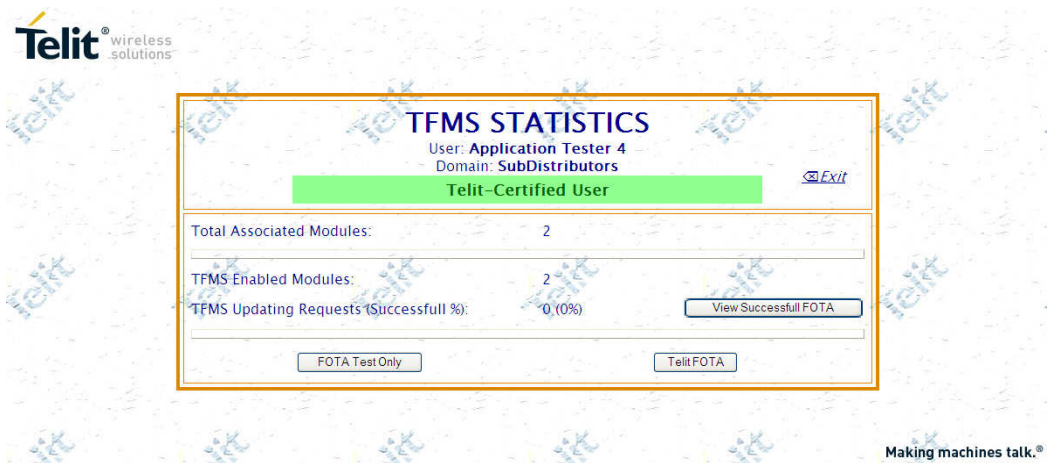 Telit® wireless solutions
TFMS STATISTICS
User: Application Tester 4
Domain: SubDistributors
Telit-Certified User
Exit
Total Associated Modules: 2
TFMS Enabled Modules: 2
TFMS Updating Requests (Successfull %): 0 (0%)
View Successfull FOTA
FOTA Test Only
Telit FOTA
Making machines talk.®